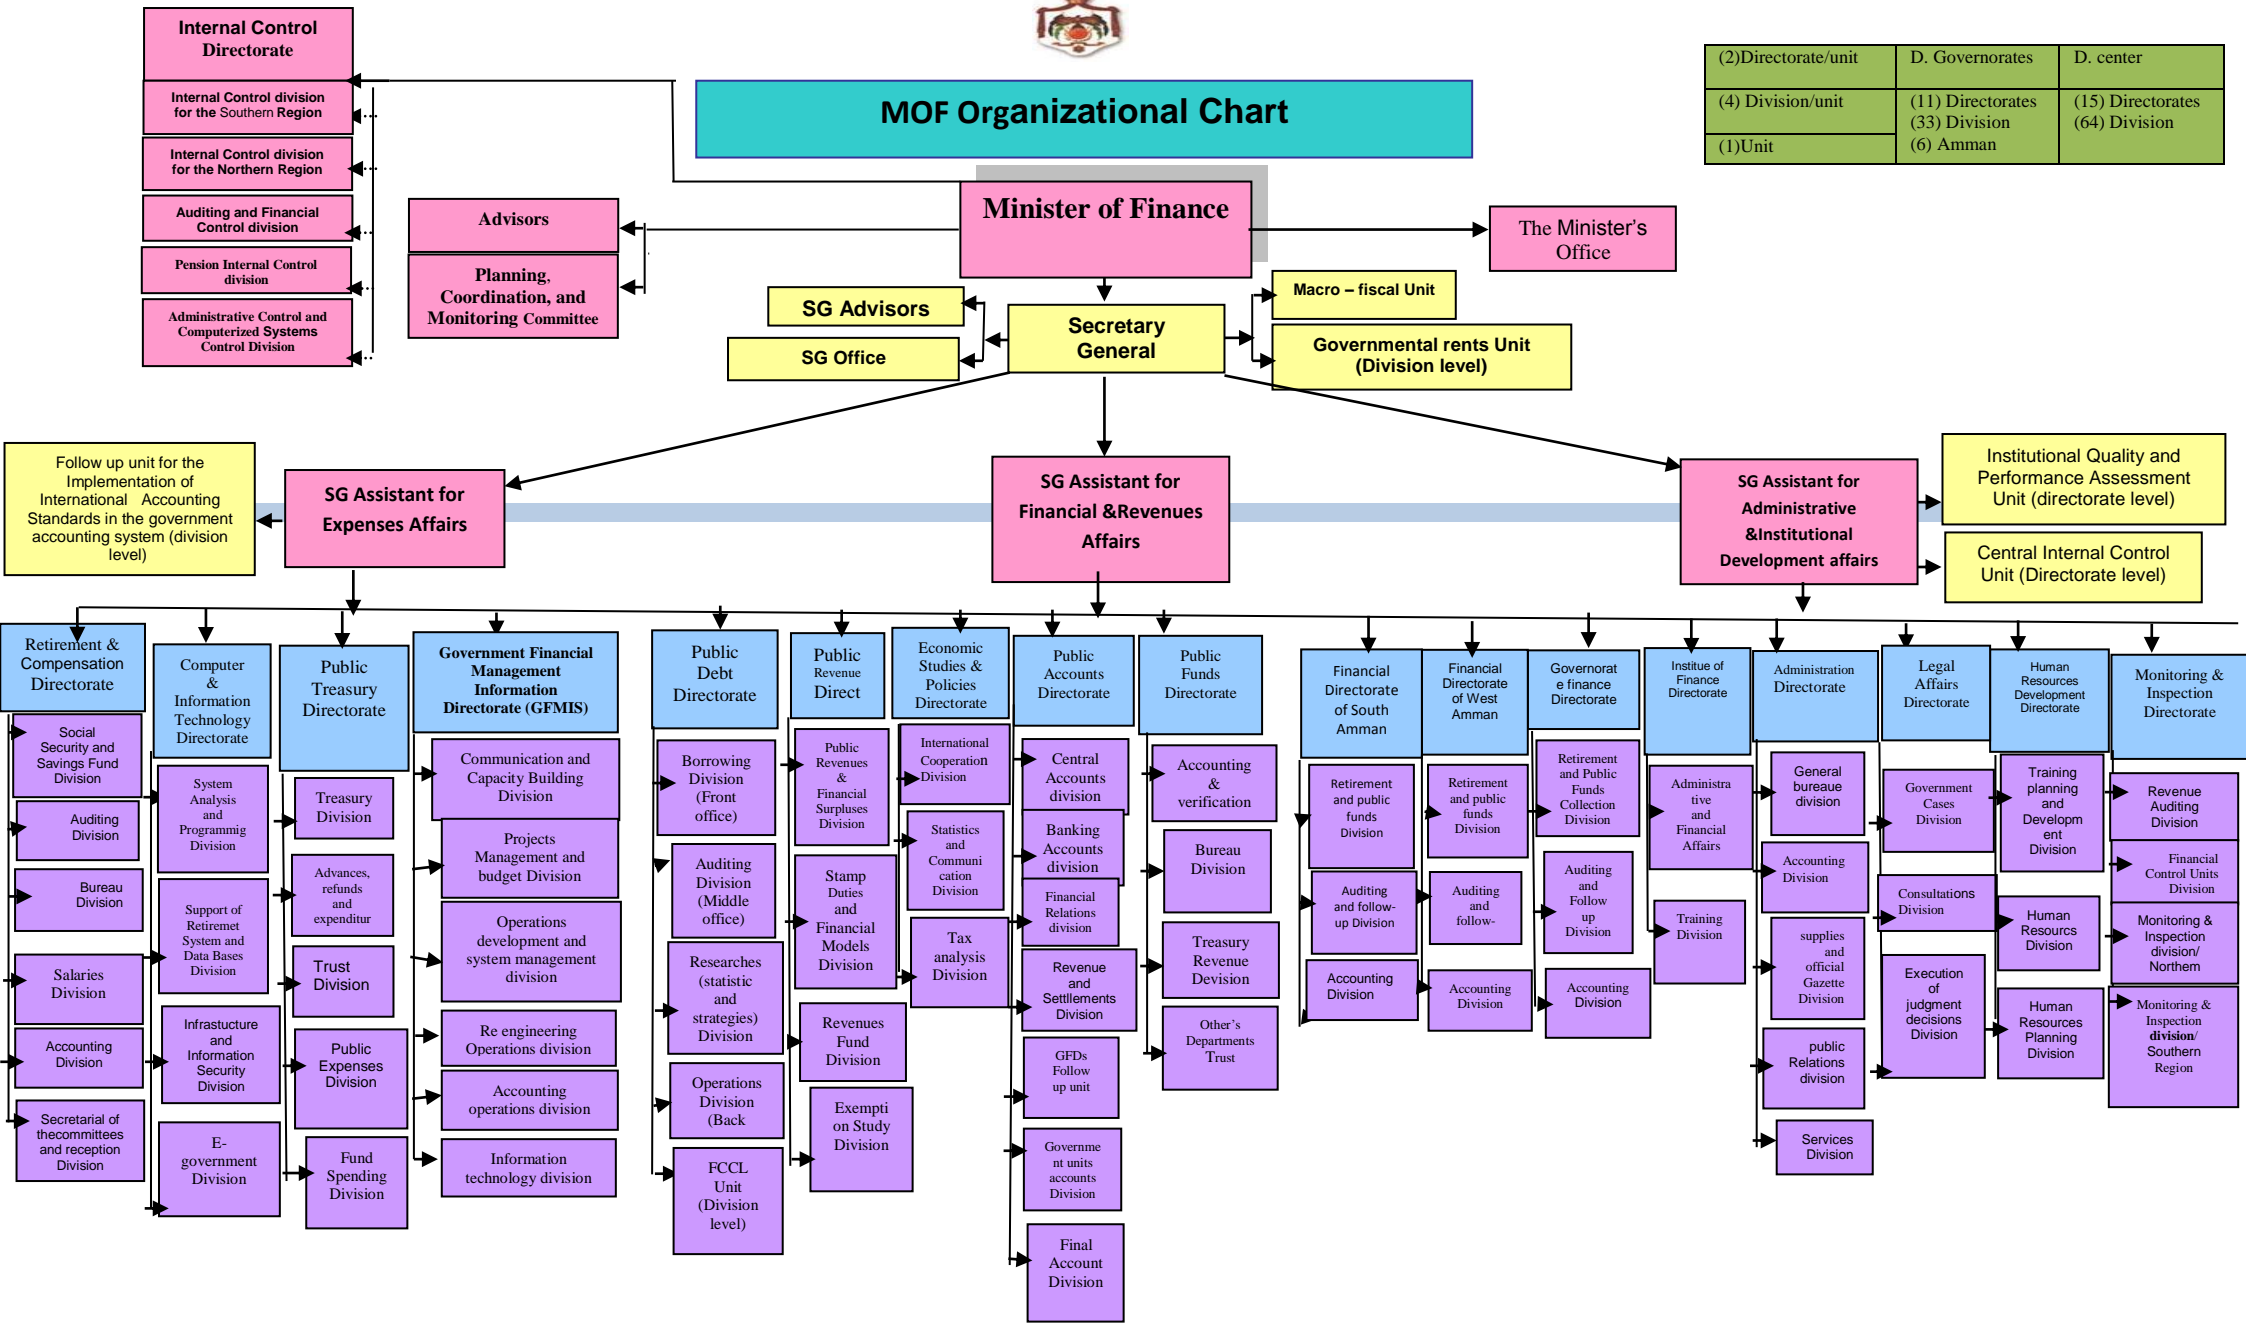 Internal Control
Directorate
Internal Control division
for the Southern Region
Internal Control division
for the Northern Region
Auditing and Financial
Control division
Pension Internal Control
division
Administrative Control and
Computerized Systems
Control Division
MOF Organizational Chart
(2)Directorate/unit
D. Governorates
D. center
(4) Division/unit
(11) Directorates
(33) Division
(6) Amman
(15) Directorates
(64) Division
(1)Unit
Advisors
Planning,
Coordination, and
Monitoring Committee
Minister of Finance
The Minister's
Office
SG Advisors
SG Office
Secretary
General
Macro – fiscal Unit
Governmental rents Unit
(Division level)
Follow up unit for the
Implementation of
International Accounting
Standards in the government
accounting system (division
level)
SG Assistant for
Expenses Affairs
SG Assistant for
Financial &Revenues
Affairs
SG Assistant for
Administrative
&Institutional
Development affairs
Institutional Quality and
Performance Assessment
Unit (directorate level)
Central Internal Control
Unit (Directorate level)
Retirement &
Compensation
Directorate
Social
Security and
Savings Fund
Division
Auditing
Division
Bureau
Division
Salaries
Division
Accounting
Division
Secretarial of
thecommittees
and reception
Division
Computer
&
Information
Technology
Directorate
System
Analysis
and
Programmig
Division
Support of
Retiremet
System and
Data Bases
Division
Infrastucture
and
Information
Security
Division
E-
government
Division
Public
Treasury
Directorate
Treasury
Division
Advances,
refunds
and
expenditur
Trust
Division
Public
Expenses
Division
Fund
Spending
Division
Government Financial
Management
Information
Directorate (GFMIS)
Communication and
Capacity Building
Division
Projects
Management and
budget Division
Operations
development and
system management
division
Re engineering
Operations division
Accounting
operations division
Information
technology division
Public
Debt
Directorate
Borrowing
Division
(Front
office)
Auditing
Division
(Middle
office)
Researches
(statistic
and
strategies)
Division
Operations
Division
(Back
FCCL
Unit
(Division
level)
Public
Revenue
Direct
Public
Revenues
&
Financial
Surpluses
Division
Stamp
Duties
and
Financial
Models
Division
Revenues
Fund
Division
Exempti
on Study
Division
Economic
Studies &
Policies
Directorate
International
Cooperation
Division
Statistics
and
Communi
cation
Division
Tax
analysis
Division
Public
Accounts
Directorate
Central
Accounts
division
Banking
Accounts
division
Financial
Relations
division
Revenue
and
Settllements
Division
GFDs
Follow
up unit
Governme
nt units
accounts
Division
Final
Account
Division
Public
Funds
Directorate
Accounting
&
verification
Bureau
Division
Treasury
Revenue
Devision
Other's
Departments
Trust
Financial
Directorate
of South
Amman
Retirement
and public
funds
Division
Auditing
and follow-
up Division
Accounting
Division
Financial
Directorate
of West
Amman
Retirement
and public
funds
Division
Auditing
and
follow-
Accounting
Division
Governorat
e finance
Directorate
Retirement
and Public
Funds
Collection
Division
Auditing
and
Follow
up
Division
Accounting
Division
Institue of
Finance
Directorate
Administra
tive
and
Financial
Affairs
Training
Division
Administration
Directorate
General
bureaue
division
Accounting
Division
supplies
and
official
Gazette
Division
public
Relations
division
Services
Division
Legal
Affairs
Directorate
Government
Cases
Division
Consultations
Division
Execution
of
judgment
decisions
Division
Human
Resources
Development
Directorate
Training
planning
and
Developm
ent
Division
Human
Resourcs
Division
Human
Resources
Planning
Division
Monitoring &
Inspection
Directorate
Revenue
Auditing
Division
Financial
Control Units
Division
Monitoring &
Inspection
division/
Northern
Monitoring &
Inspection
division/
Southern
Region